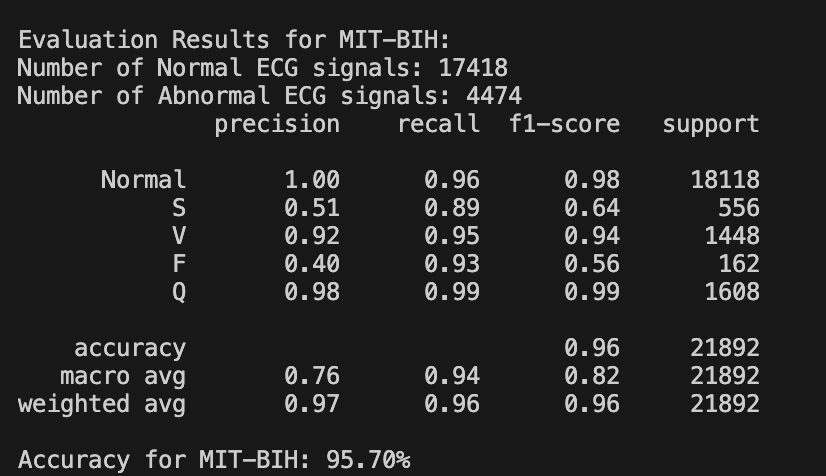 Evaluation Results for MIT-BIH:
Number of Normal ECG signals: 17418
Number of Abnormal ECG signals: 4474
precision recall f1-score support
Normal 1.00 0.96 0.98 18118
S 0.51 0.89 0.64 556
V 0.92 0.95 0.94 1448
F 0.40 0.93 0.56 162
Q 0.98 0.99 0.99 1608
accuracy 0.96 21892
macro avg 0.76 0.94 0.82 21892
weighted avg 0.97 0.96 0.96 21892
Accuracy for MIT-BIH: 95.70%